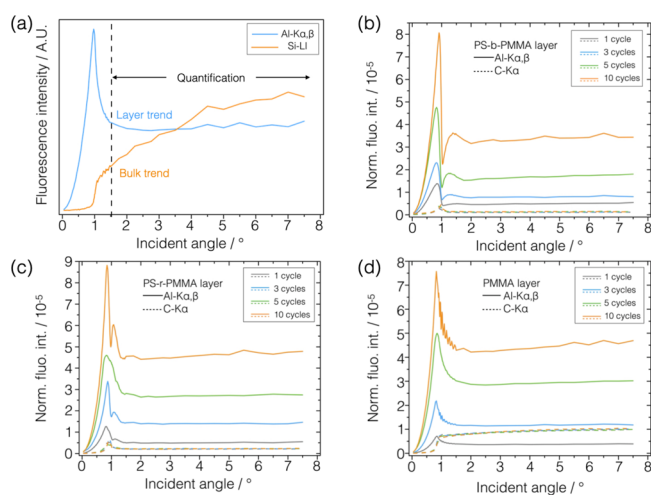 (a)
Fluorescence intensity / A.U.
Al-Kα,β
Si-Ll
Quantification
Layer trend
Bulk trend
0 1 2 3 4 5 6 7 8
Incident angle / °
(b)
Norm. fluo. int. / 10-5
8
7
6
5
4
3
2
1
0
PS-b-PMMA layer
Al-Kα,β
C-Kα
1 cycle
3 cycles
5 cycles
10 cycles
0 1 2 3 4 5 6 7 8
Incident angle / °
(c)
Norm. fluo. int. / 10-5
9
8
7
6
5
4
3
2
1
0
PS-r-PMMA layer
Al-Kα,β
C-Kα
1 cycle
3 cycles
5 cycles
10 cycles
0 1 2 3 4 5 6 7 8
Incident angle / °
(d)
Norm. fluo. int. / 10-5
8
7
6
5
4
3
2
1
0
PMMA layer
Al-Kα,β
C-Kα
1 cycle
3 cycles
5 cycles
10 cycles
0 1 2 3 4 5 6 7 8
Incident angle / °